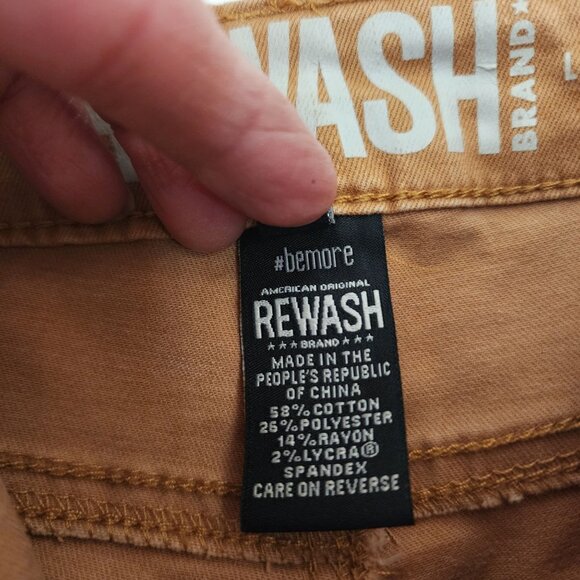 WASH
BRAND★
#bemore
AMERICAN ORIGINAL
REWASH
★★★BRAND★★★
MADE IN THE
PEOPLE'S REPUBLIC
OF CHINA
58%COTTON
26%POLYESTER
14%RAYON
2%LYCRA®
SPANDEX
CARE ON REVERSE